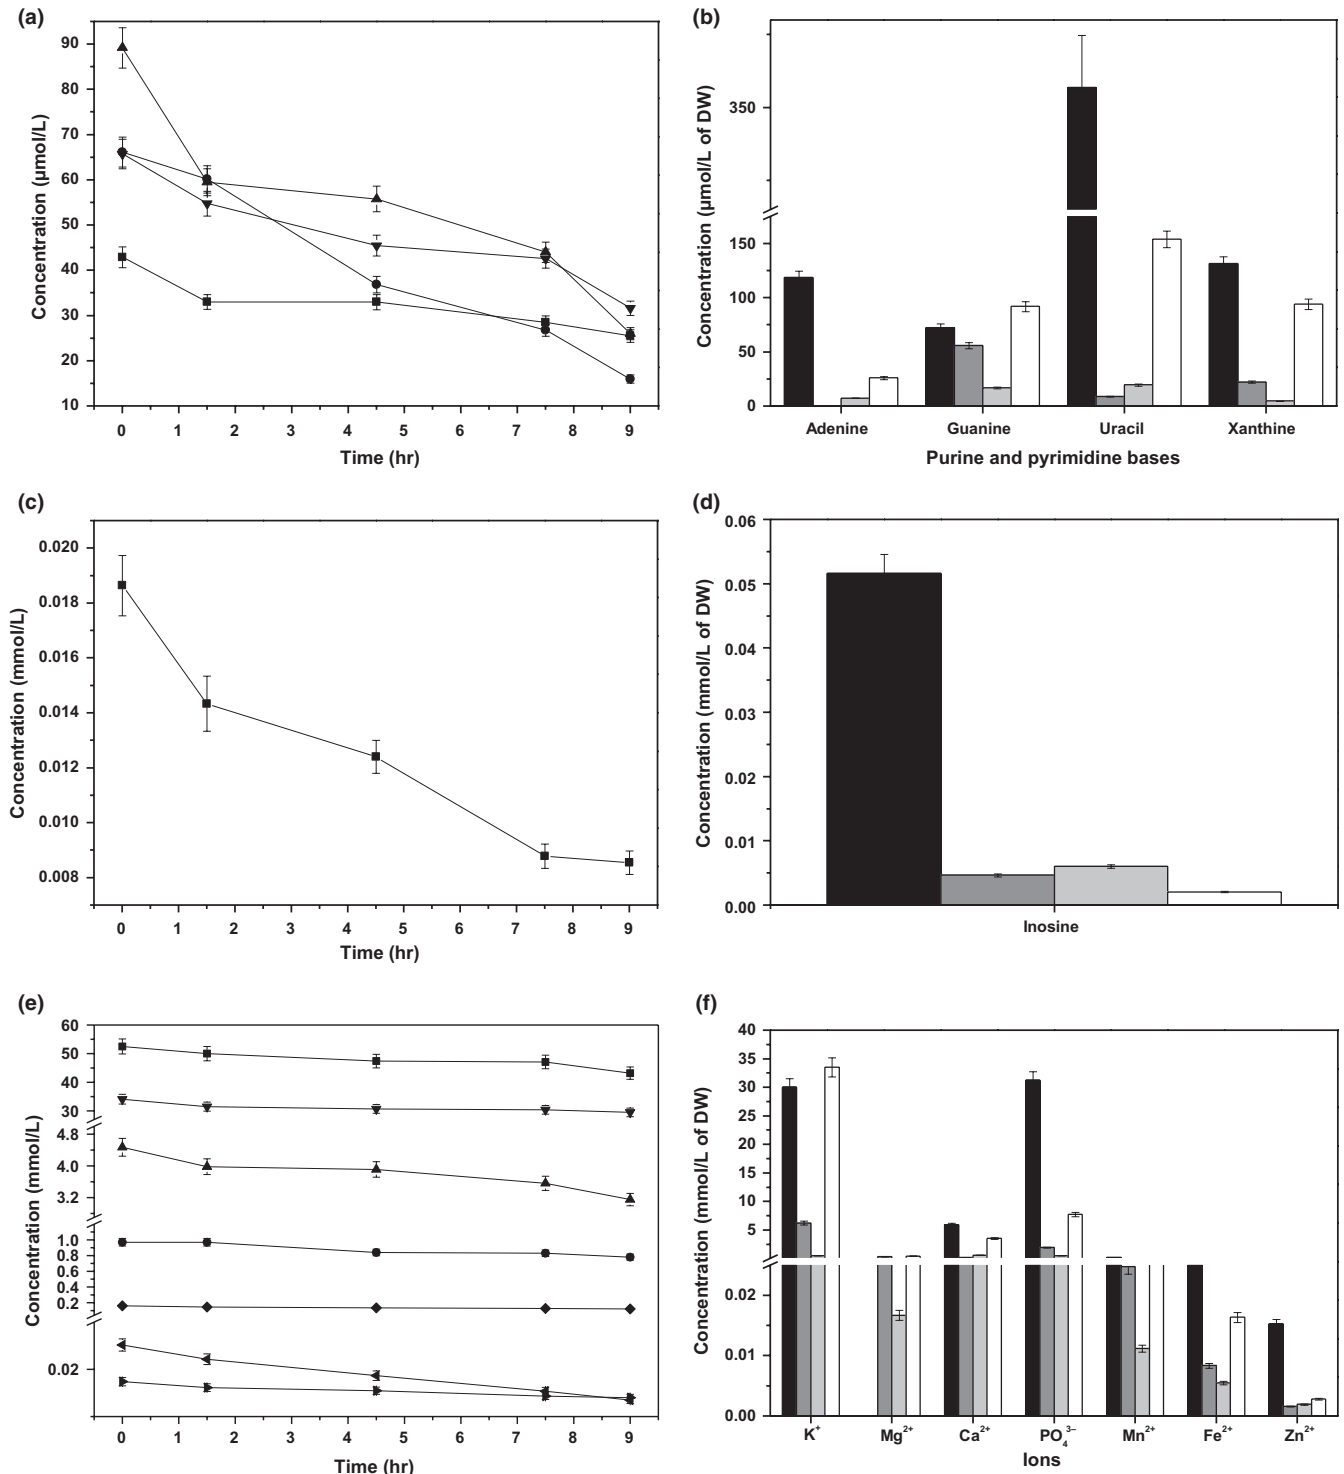 (a)
90
80
70
60
50
40
30
20
10
Concentration (µmol/L)
0 1 2 3 4 5 6 7 8 9
Time (hr)
(b)
350
150
100
50
0
Concentration (µmol/L of DW)
Adenine Guanine Uracil Xanthine
Purine and pyrimidine bases
(c)
0.020
0.018
0.016
0.014
0.012
0.010
0.008
Concentration (mmol/L)
0 1 2 3 4 5 6 7 8 9
Time (hr)
(d)
0.06
0.05
0.04
0.03
0.02
0.01
0.00
Concentration (mmol/L of DW)
Inosine
(e)
60
50
40
30
4.8
4.0
3.2
1.0
0.8
0.6
0.4
0.2
0.02
Concentration (mmol/L)
0 1 2 3 4 5 6 7 8 9
Time (hr)
(f)
40
35
30
25
20
15
10
5
0.02
0.01
0.00
Concentration (mmol/L of DW)
K⁺ Mg²⁺ Ca²⁺ PO₄³⁻ Mn²⁺ Fe²⁺ Zn²⁺
Ions